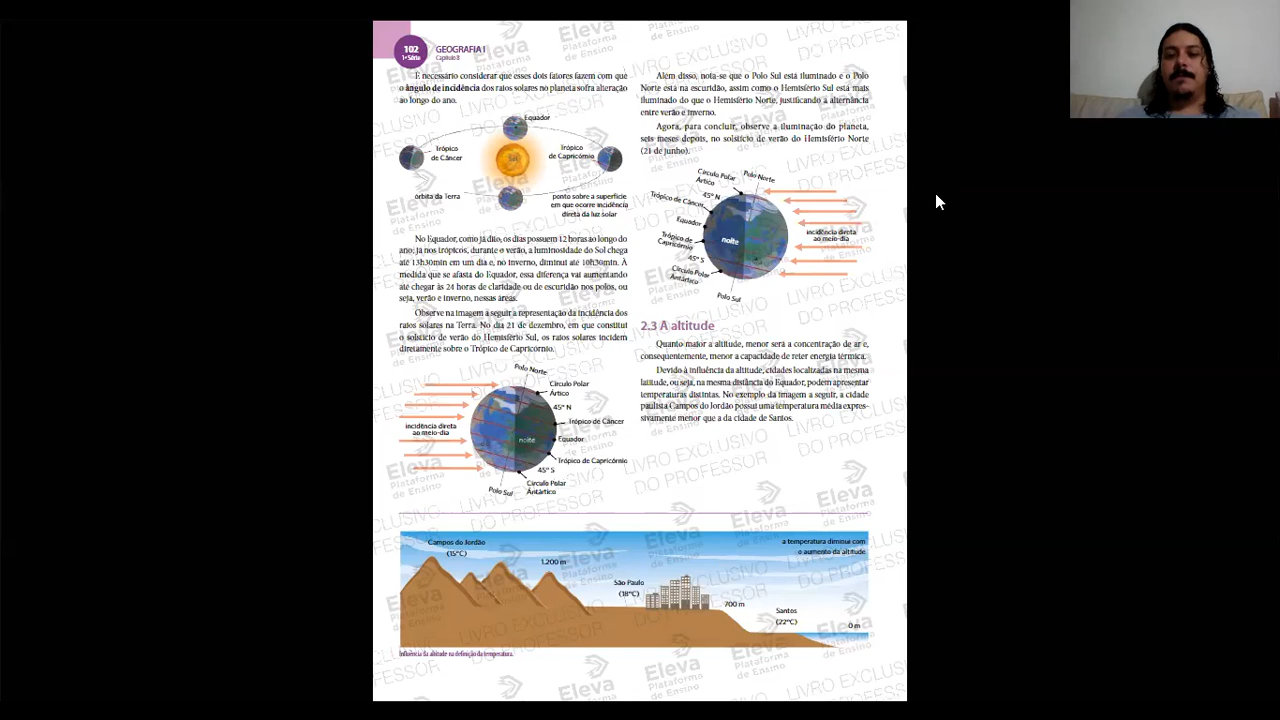 102
1ª Série
GEOGRAFIA I
Capítulo 8
É necessário considerar que esses dois fatores fazem com que
o ângulo de incidência dos raios solares no planeta sofra alteração
ao longo do ano.
Equador
Trópico
de Câncer
Sol
Trópico
de Capricórnio
órbita da Terra
ponto sobre a superfície
em que ocorre incidência
direta da luz solar
No Equador, como já dito, os dias possuem 12 horas ao longo do
ano; já nos trópicos, durante o verão, a luminosidade do Sol chega
até 13h30min em um dia e, no inverno, diminui até 10h30min. À
medida que se afasta do Equador, essa diferença vai aumentando
até chegar às 24 horas de claridade ou de escuridão nos polos, ou
seja, verão e inverno, nessas áreas.
Observe na imagem a seguir a representação da incidência dos
raios solares na Terra. No dia 21 de dezembro, em que constitui
o solstício de verão do Hemisfério Sul, os raios solares incidem
diretamente sobre o Trópico de Capricórnio.
Polo Norte
Círculo Polar
Ártico
45º N
Trópico de Câncer
incidência direta
ao meio-dia
noite
Equador
Trópico de Capricórnio
45º S
Círculo Polar
Antártico
Polo Sul
Além disso, nota-se que o Polo Sul está iluminado e o Polo
Norte está na escuridão, assim como o Hemisfério Sul está mais
iluminado do que o Hemisfério Norte, justificando a alternância
entre verão e inverno.
Agora, para concluir, observe a iluminação do planeta,
seis meses depois, no solstício de verão do Hemisfério Norte
(21 de junho).
Círculo Polar
Ártico
Polo Norte
45º N
Trópico de Câncer
Equador
noite
incidência direta
ao meio-dia
Trópico de
Capricórnio
45º S
Círculo Polar
Antártico
Polo Sul
2.3 A altitude
Quanto maior a altitude, menor será a concentração de ar e,
consequentemente, menor a capacidade de reter energia térmica.
Devido à influência da altitude, cidades localizadas na mesma
latitude, ou seja, na mesma distância do Equador, podem apresentar
temperaturas distintas. No exemplo da imagem a seguir, a cidade
paulista Campos do Jordão possui uma temperatura média expres-
sivamente menor que a da cidade de Santos.
Campos do Jordão
(15ºC)
1.200 m
a temperatura diminui com
o aumento da altitude
São Paulo
(18ºC)
700 m
Santos
(22ºC)
0 m
Influência da altitude na definição da temperatura.
Eleva
Plataforma
de Ensino
LIVRO EXCLUSIVO
DO PROFESSOR